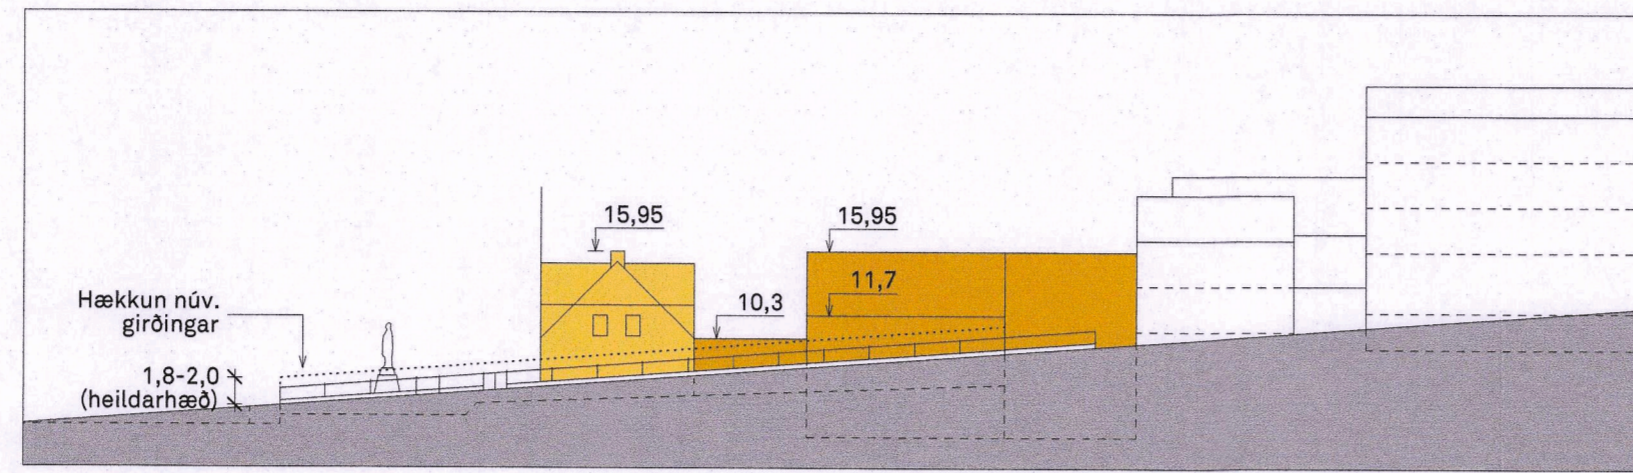 15,95
15,95
11,7
10,3
Hækkun núv.
girðingar
1,8-2,0
(heildarhæð)